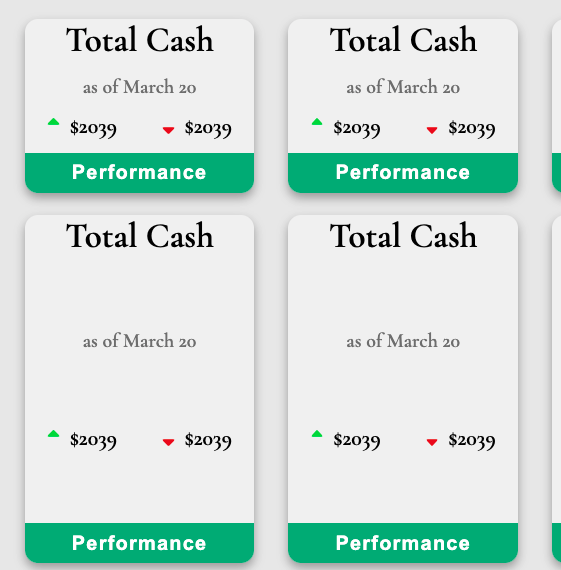 Total Cash Total Cash
as of March 20 as of March 20
$2039 $2039 $2039 $2039
Performance Performance
Total Cash Total Cash
as of March 20 as of March 20
$2039 $2039 $2039 $2039
Performance Performance